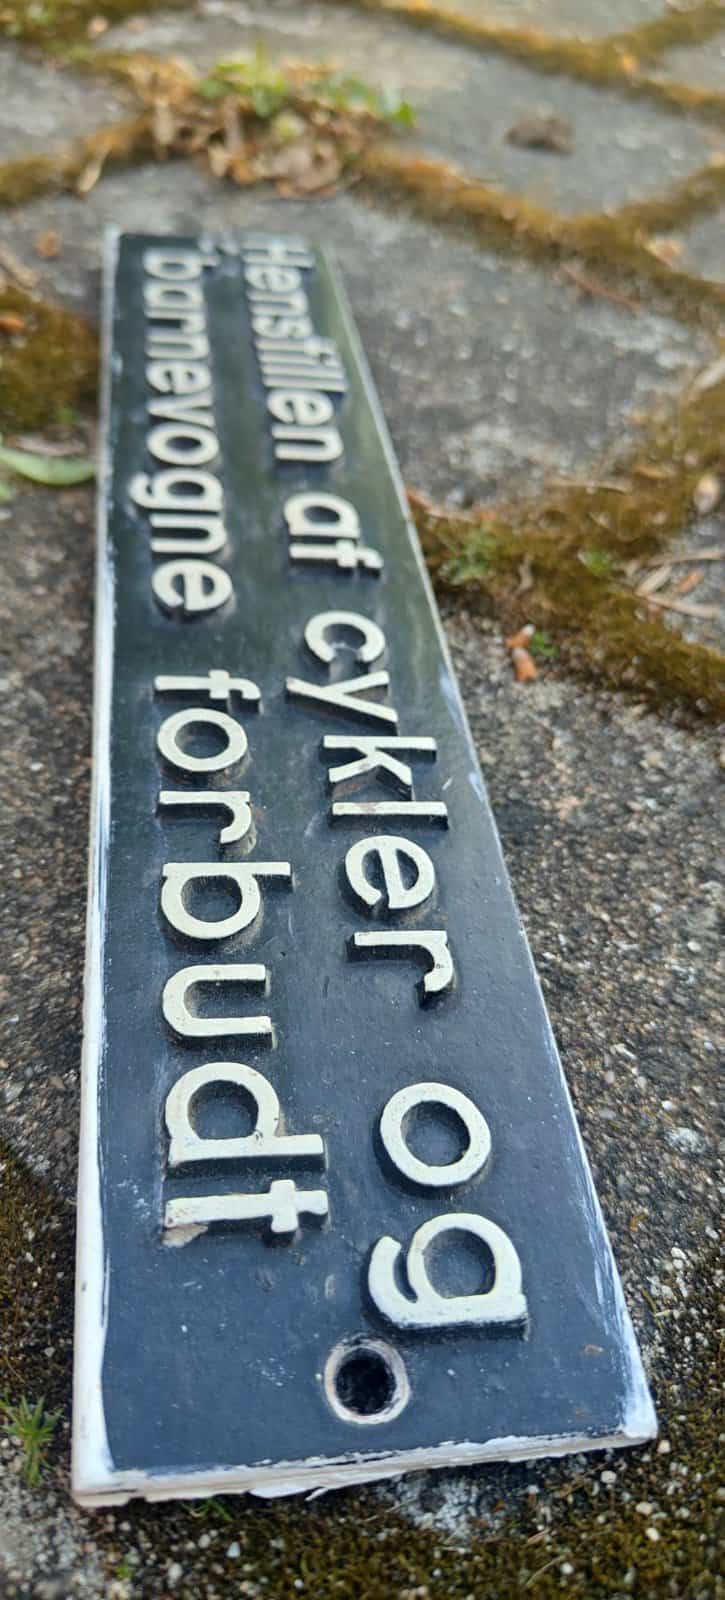 Henstillen af cykler og
barnevogne forbudt